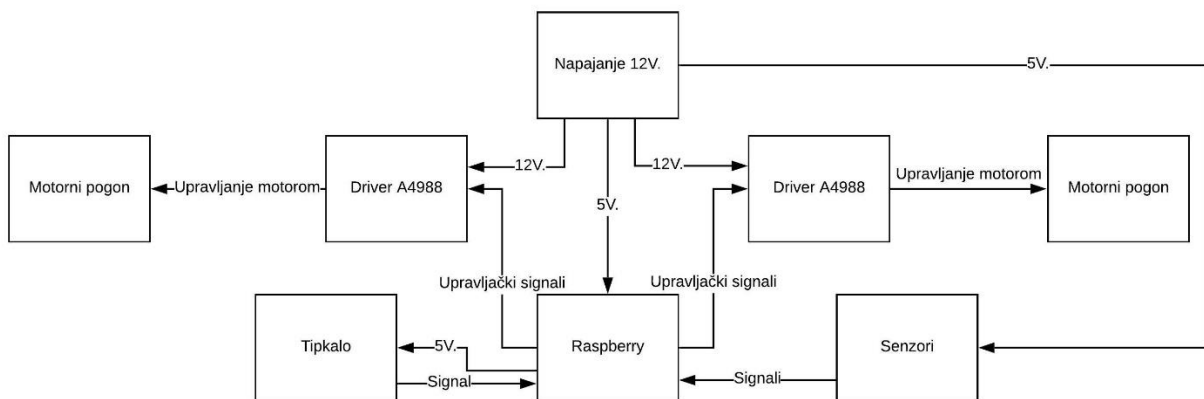 Napajanje 12V.
5V.
12V.
12V.
Motorni pogon
Upravljanje motorom
Driver A4988
5V.
Driver A4988
Upravljanje motorom
Motorni pogon
Upravljački signali
Upravljački signali
Tipkalo
5V.
Signal
Raspberry
Signali
Senzori